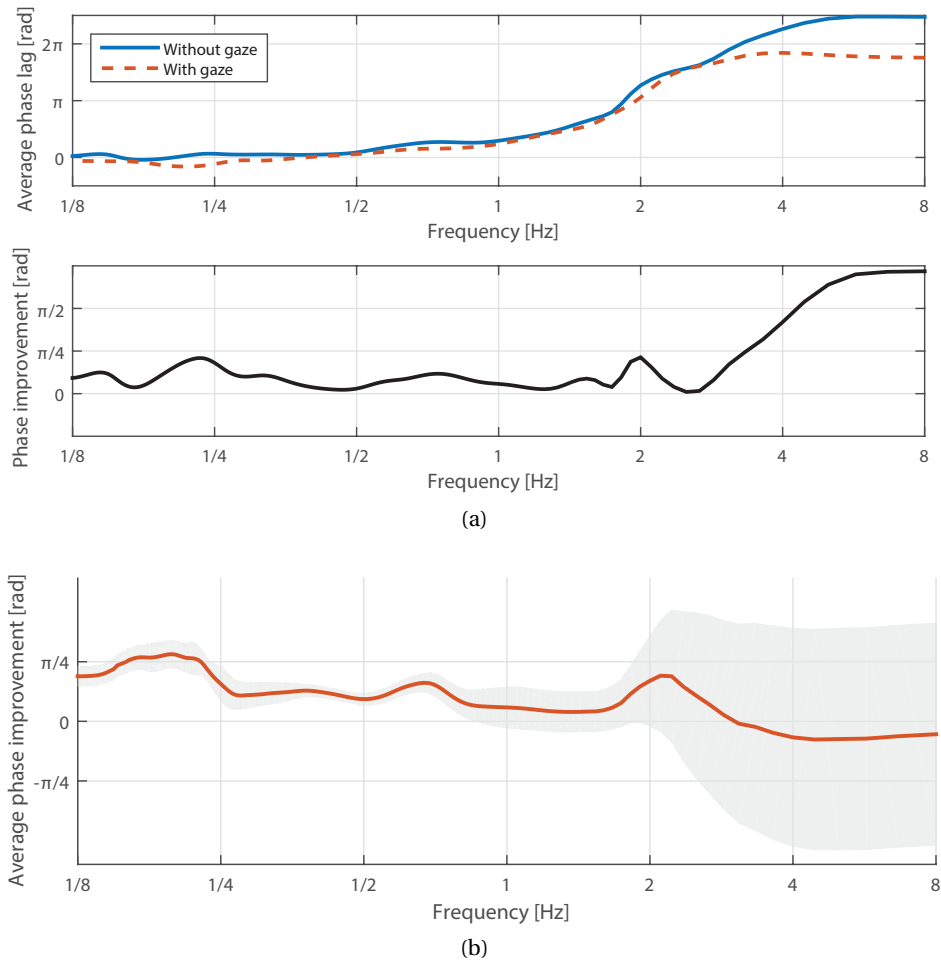 Average phase lag [rad]
2π
π
0
Without gaze
With gaze
1/8 1/4 1/2 1 2 4 8
Frequency [Hz]
Phase improvement [rad]
π/2
π/4
0
1/8 1/4 1/2 1 2 4 8
Frequency [Hz]
(a)
Average phase improvement [rad]
π/4
0
-π/4
1/8 1/4 1/2 1 2 4 8
Frequency [Hz]
(b)